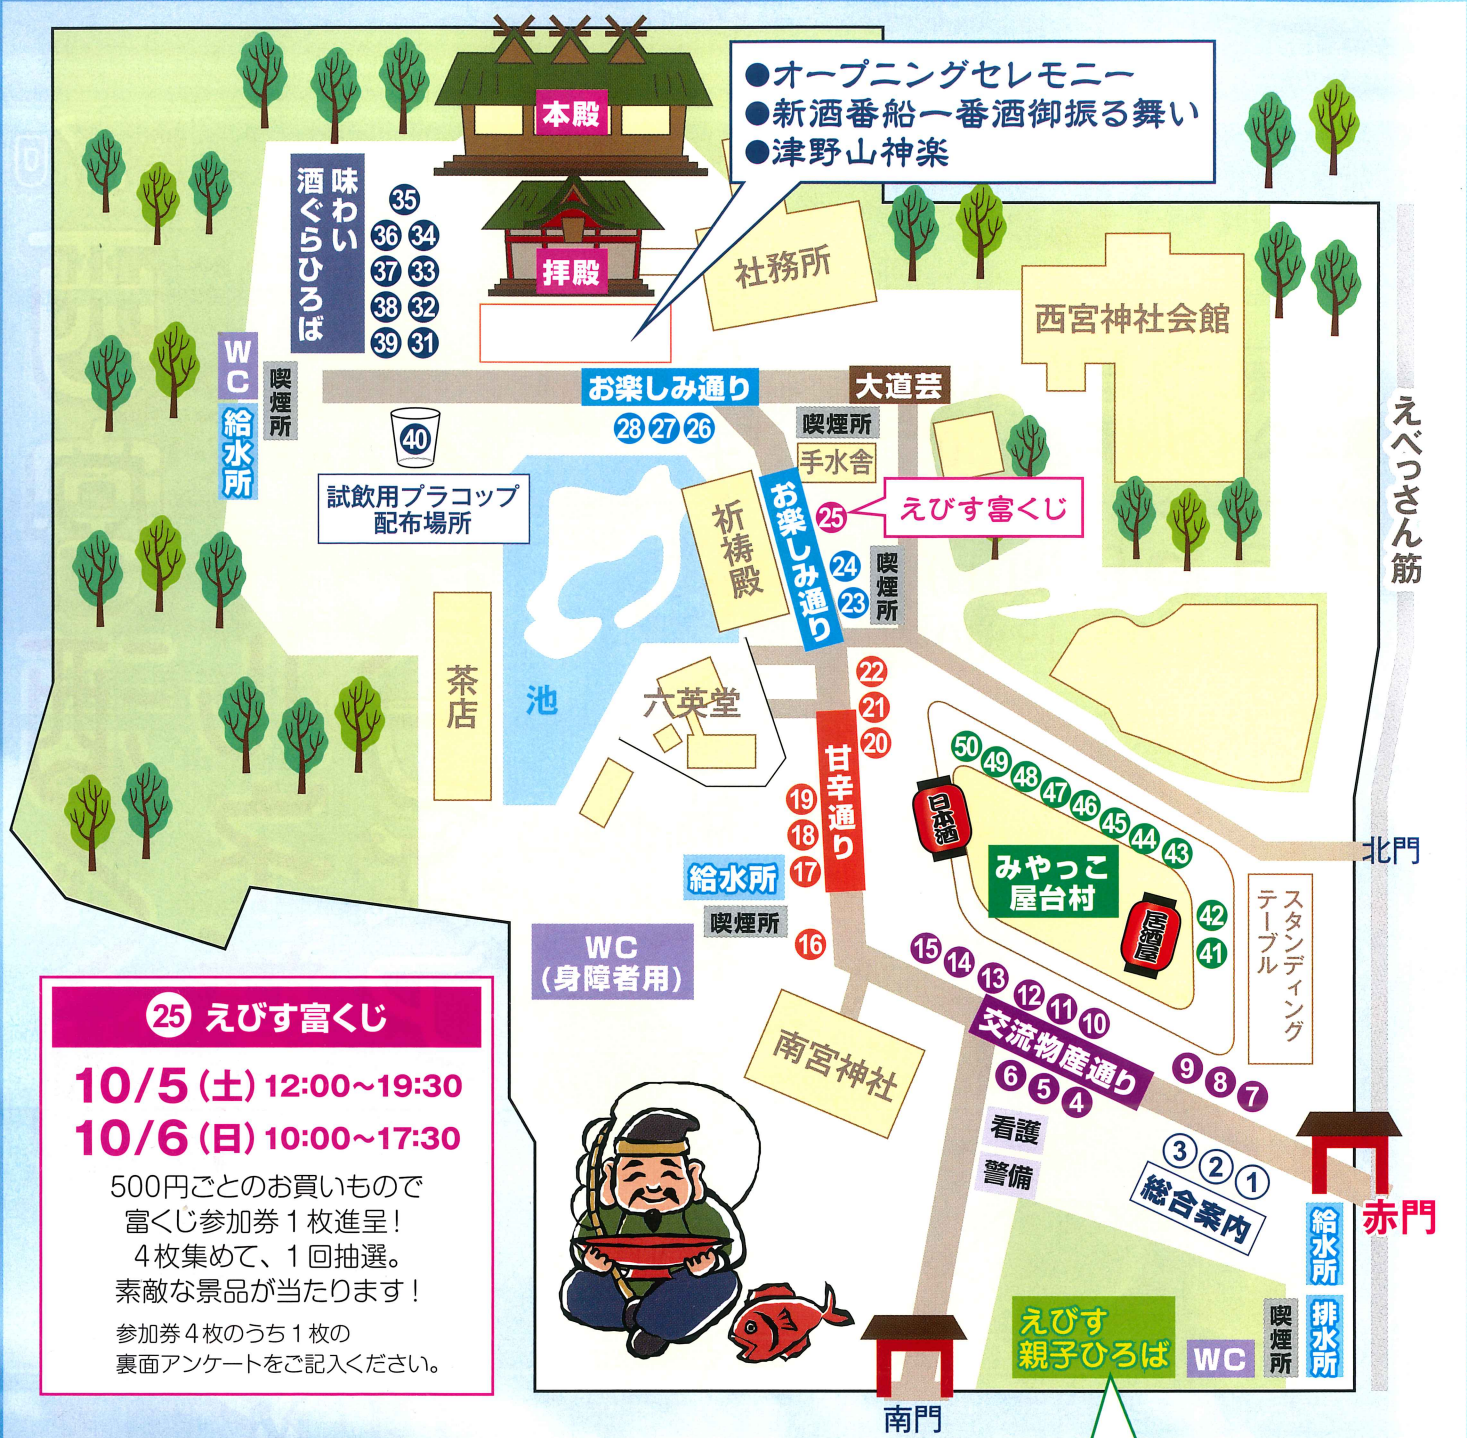 本殿
●オープニングセレモニー
●新酒番船一番酒御振る舞い
●津野山神楽
味わい
酒ぐらひろば
35
36 34
37 33
38 32
39 31
拝殿
社務所
西宮神社会館
WC
喫煙所
給水所
お楽しみ通り
大道芸
28 27 26
喫煙所
手水舎
40
試飲用プラコップ
配布場所
えべっさん筋
祈祷殿
お楽しみ通り
25
えびす富くじ
24
23
喫煙所
茶店
池
六英堂
22
21
20
甘辛通り
19
18
17
給水所
喫煙所
16
WC
(身障者用)
50 49 48 47 46 45 44 43
日本酒
みやっこ
屋台村
居酒屋
42
41
北門
スタンディング
テーブル
15 14 13 12 11 10
交流物産通り
9 8 7
6 5 4
南宮神社
看護
警備
3 2 1
総合案内
赤門
給水所
排水所
喫煙所
WC
えびす
親子ひろば
南門
25 えびす富くじ
10/5(土)12:00〜19:30
10/6(日)10:00〜17:30
500円ごとのお買いもので
富くじ参加券1枚進呈!
4枚集めて、1回抽選。
素敵な景品が当たります!
参加券4枚のうち1枚の
裏面アンケートをご記入ください。